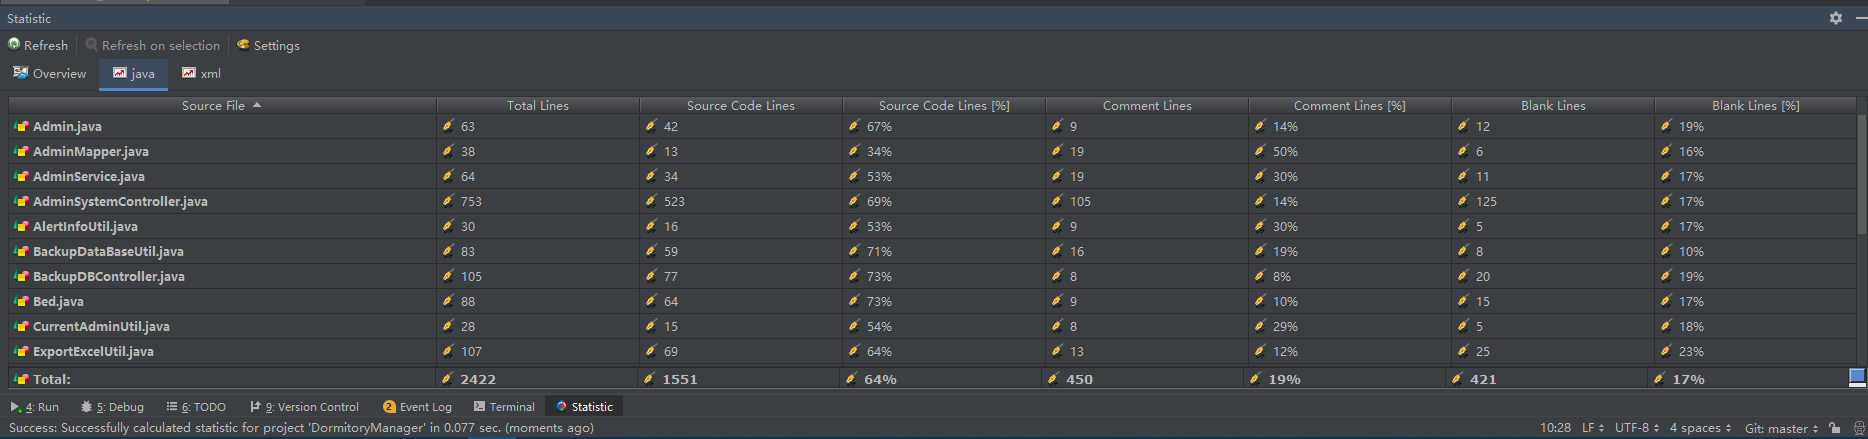 Statistic
Refresh Refresh on selection Settings
Overview java xml
Source File Total Lines Source Code Lines Source Code Lines [%] Comment Lines Comment Lines [%] Blank Lines Blank Lines [%]
Admin.java 63 42 67% 9 14% 12 19%
AdminMapper.java 38 13 34% 19 50% 6 16%
AdminService.java 64 34 53% 19 30% 11 17%
AdminSystemController.java 753 523 69% 105 14% 125 17%
AlertInfoUtil.java 30 16 53% 9 30% 5 17%
BackupDataBaseUtil.java 83 59 71% 16 19% 8 10%
BackupDBController.java 105 77 73% 8 8% 20 19%
Bed.java 88 64 73% 9 10% 15 17%
CurrentAdminUtil.java 28 15 54% 8 29% 5 18%
ExportExcelUtil.java 107 69 64% 13 12% 25 23%
Total: 2422 1551 64% 450 19% 421 17%
4: Run 5: Debug 6: TODO 9: Version Control 2 Event Log Terminal Statistic
Success: Successfully calculated statistic for project 'DormitoryManager' in 0.077 sec. (moments ago) 10:28 LF UTF-8 4 spaces Git: master